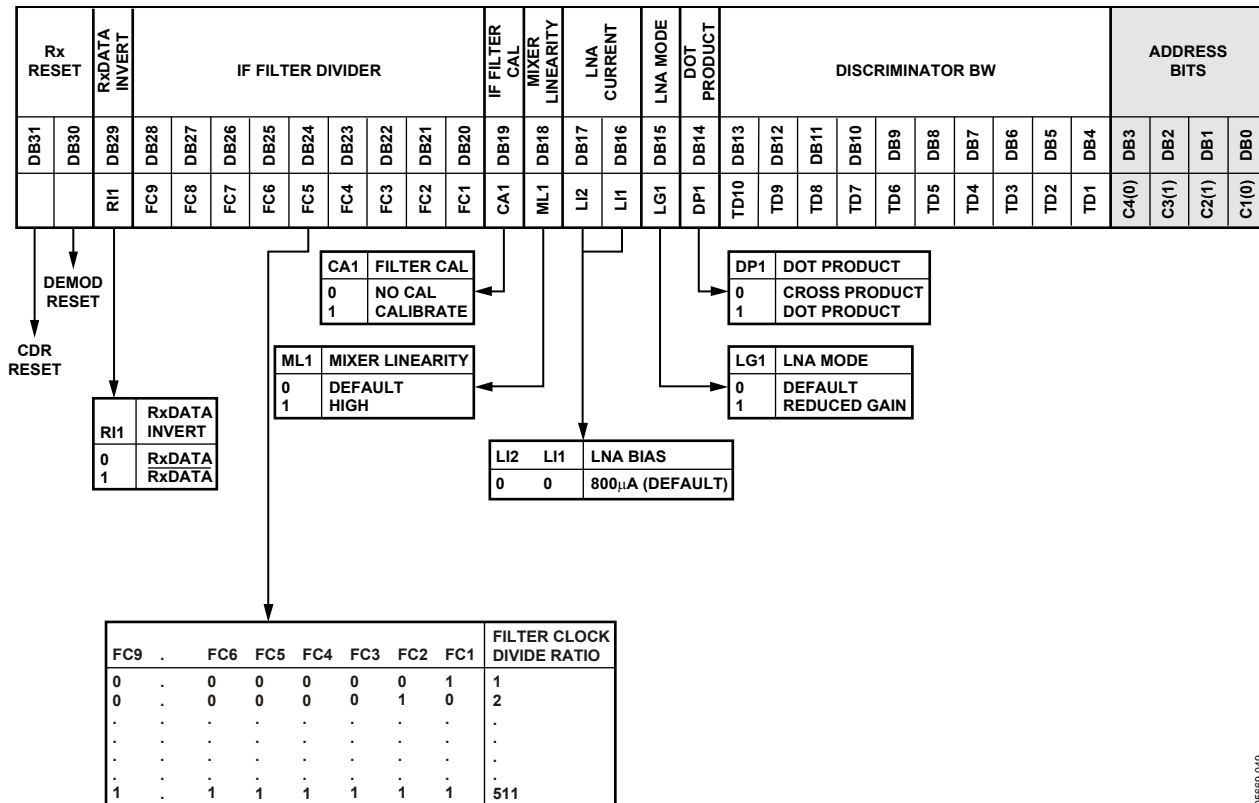 Rx RESET
RxDATA INVERT
IF FILTER DIVIDER
IF FILTER CAL
MIXER LINEARITY
LNA CURRENT
LNA MODE
DOT PRODUCT
DISCRIMINATOR BW
ADDRESS BITS
DB31 DB30 DB29 DB28 DB27 DB26 DB25 DB24 DB23 DB22 DB21 DB20 DB19 DB18 DB17 DB16 DB15 DB14 DB13 DB12 DB11 DB10 DB9 DB8 DB7 DB6 DB5 DB4 DB3 DB2 DB1 DB0
RI1 FC9 FC8 FC7 FC6 FC5 FC4 FC3 FC2 FC1 CA1 ML1 LI2 LI1 LG1 DP1 TD10 TD9 TD8 TD7 TD6 TD5 TD4 TD3 TD2 TD1 C4(0) C3(1) C2(1) C1(0)
DEMOD
RESET
CDR
RESET
CA1 FILTER CAL
0 NO CAL
1 CALIBRATE
DP1 DOT PRODUCT
0 CROSS PRODUCT
1 DOT PRODUCT
ML1 MIXER LINEARITY
0 DEFAULT
1 HIGH
LG1 LNA MODE
0 DEFAULT
1 REDUCED GAIN
RI1 RxDATA INVERT
0 RxDATA
1 RxDATA
LI2 LI1 LNA BIAS
0 0 800μA (DEFAULT)
FC9 . FC6 FC5 FC4 FC3 FC2 FC1 FILTER CLOCK DIVIDE RATIO
0 . 0 0 0 0 0 1 1
0 . 0 0 0 0 1 0 2
. . . . . . . . .
. . . . . . . . .
. . . . . . . . .
. . . . . . . . .
1 . 1 1 1 1 1 1 511